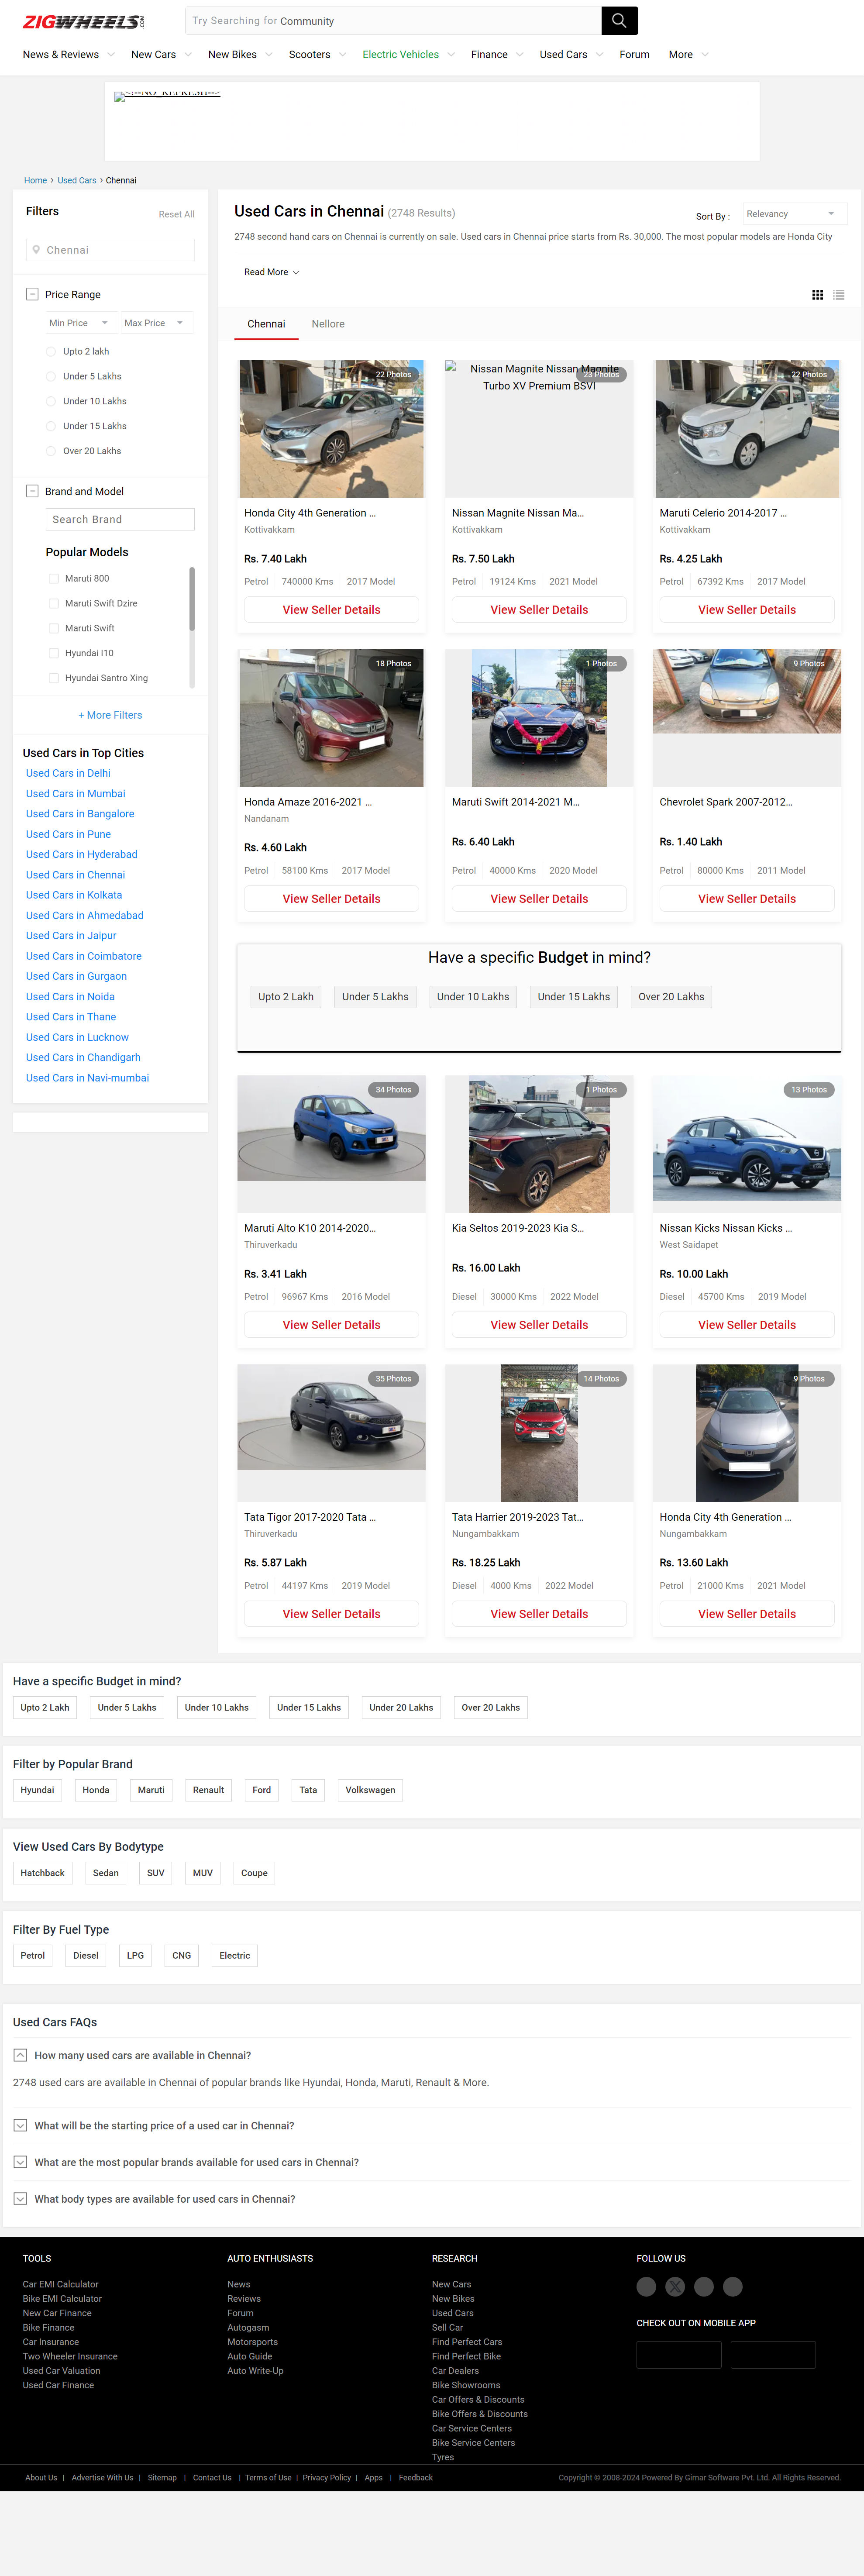 ZIGWHEELS.COM
Try Searching for Community
News & Reviews New Cars New Bikes Scooters Electric Vehicles Finance Used Cars Forum More
<!--NO_REFRESH-->
Home › Used Cars › Chennai
Filters
Reset All
Chennai
Price Range
Min Price Max Price
Upto 2 lakh
Under 5 Lakhs
Under 10 Lakhs
Under 15 Lakhs
Over 20 Lakhs
Brand and Model
Search Brand
Popular Models
Maruti 800
Maruti Swift Dzire
Maruti Swift
Hyundai I10
Hyundai Santro Xing
+ More Filters
Used Cars in Top Cities
Used Cars in Delhi
Used Cars in Mumbai
Used Cars in Bangalore
Used Cars in Pune
Used Cars in Hyderabad
Used Cars in Chennai
Used Cars in Kolkata
Used Cars in Ahmedabad
Used Cars in Jaipur
Used Cars in Coimbatore
Used Cars in Gurgaon
Used Cars in Noida
Used Cars in Thane
Used Cars in Lucknow
Used Cars in Chandigarh
Used Cars in Navi-mumbai
Used Cars in Chennai (2748 Results)
Sort By : Relevancy
2748 second hand cars on Chennai is currently on sale. Used cars in Chennai price starts from Rs. 30,000. The most popular models are Honda City
Read More
Chennai Nellore
22 Photos
Honda City 4th Generation ...
Kottivakkam
Rs. 7.40 Lakh
Petrol 740000 Kms 2017 Model
View Seller Details
Nissan Magnite Nissan Magnite
Turbo XV Premium BSVI
23 Photos
Nissan Magnite Nissan Ma...
Kottivakkam
Rs. 7.50 Lakh
Petrol 19124 Kms 2021 Model
View Seller Details
22 Photos
Maruti Celerio 2014-2017 ...
Kottivakkam
Rs. 4.25 Lakh
Petrol 67392 Kms 2017 Model
View Seller Details
18 Photos
Honda Amaze 2016-2021 ...
Nandanam
Rs. 4.60 Lakh
Petrol 58100 Kms 2017 Model
View Seller Details
1 Photos
Maruti Swift 2014-2021 M...
Rs. 6.40 Lakh
Petrol 40000 Kms 2020 Model
View Seller Details
9 Photos
Chevrolet Spark 2007-2012...
Rs. 1.40 Lakh
Petrol 80000 Kms 2011 Model
View Seller Details
Have a specific Budget in mind?
Upto 2 Lakh Under 5 Lakhs Under 10 Lakhs Under 15 Lakhs Over 20 Lakhs
34 Photos
Maruti Alto K10 2014-2020...
Thiruverkadu
Rs. 3.41 Lakh
Petrol 96967 Kms 2016 Model
View Seller Details
1 Photos
Kia Seltos 2019-2023 Kia S...
Rs. 16.00 Lakh
Diesel 30000 Kms 2022 Model
View Seller Details
13 Photos
Nissan Kicks Nissan Kicks ...
West Saidapet
Rs. 10.00 Lakh
Diesel 45700 Kms 2019 Model
View Seller Details
35 Photos
Tata Tigor 2017-2020 Tata ...
Thiruverkadu
Rs. 5.87 Lakh
Petrol 44197 Kms 2019 Model
View Seller Details
14 Photos
Tata Harrier 2019-2023 Tat...
Nungambakkam
Rs. 18.25 Lakh
Diesel 4000 Kms 2022 Model
View Seller Details
9 Photos
Honda City 4th Generation ...
Nungambakkam
Rs. 13.60 Lakh
Petrol 21000 Kms 2021 Model
View Seller Details
Have a specific Budget in mind?
Upto 2 Lakh Under 5 Lakhs Under 10 Lakhs Under 15 Lakhs Under 20 Lakhs Over 20 Lakhs
Filter by Popular Brand
Hyundai Honda Maruti Renault Ford Tata Volkswagen
View Used Cars By Bodytype
Hatchback Sedan SUV MUV Coupe
Filter By Fuel Type
Petrol Diesel LPG CNG Electric
Used Cars FAQs
How many used cars are available in Chennai?
2748 used cars are available in Chennai of popular brands like Hyundai, Honda, Maruti, Renault & More.
What will be the starting price of a used car in Chennai?
What are the most popular brands available for used cars in Chennai?
What body types are available for used cars in Chennai?
TOOLS
Car EMI Calculator
Bike EMI Calculator
New Car Finance
Bike Finance
Car Insurance
Two Wheeler Insurance
Used Car Valuation
Used Car Finance
AUTO ENTHUSIASTS
News
Reviews
Forum
Autogasm
Motorsports
Auto Guide
Auto Write-Up
RESEARCH
New Cars
New Bikes
Used Cars
Sell Car
Find Perfect Cars
Find Perfect Bike
Car Dealers
Bike Showrooms
Car Offers & Discounts
Bike Offers & Discounts
Car Service Centers
Bike Service Centers
Tyres
FOLLOW US
CHECK OUT ON MOBILE APP
About Us | Advertise With Us | Sitemap | Contact Us | Terms of Use | Privacy Policy | Apps | Feedback
Copyright © 2008-2024 Powered By Girnar Software Pvt. Ltd. All Rights Reserved.